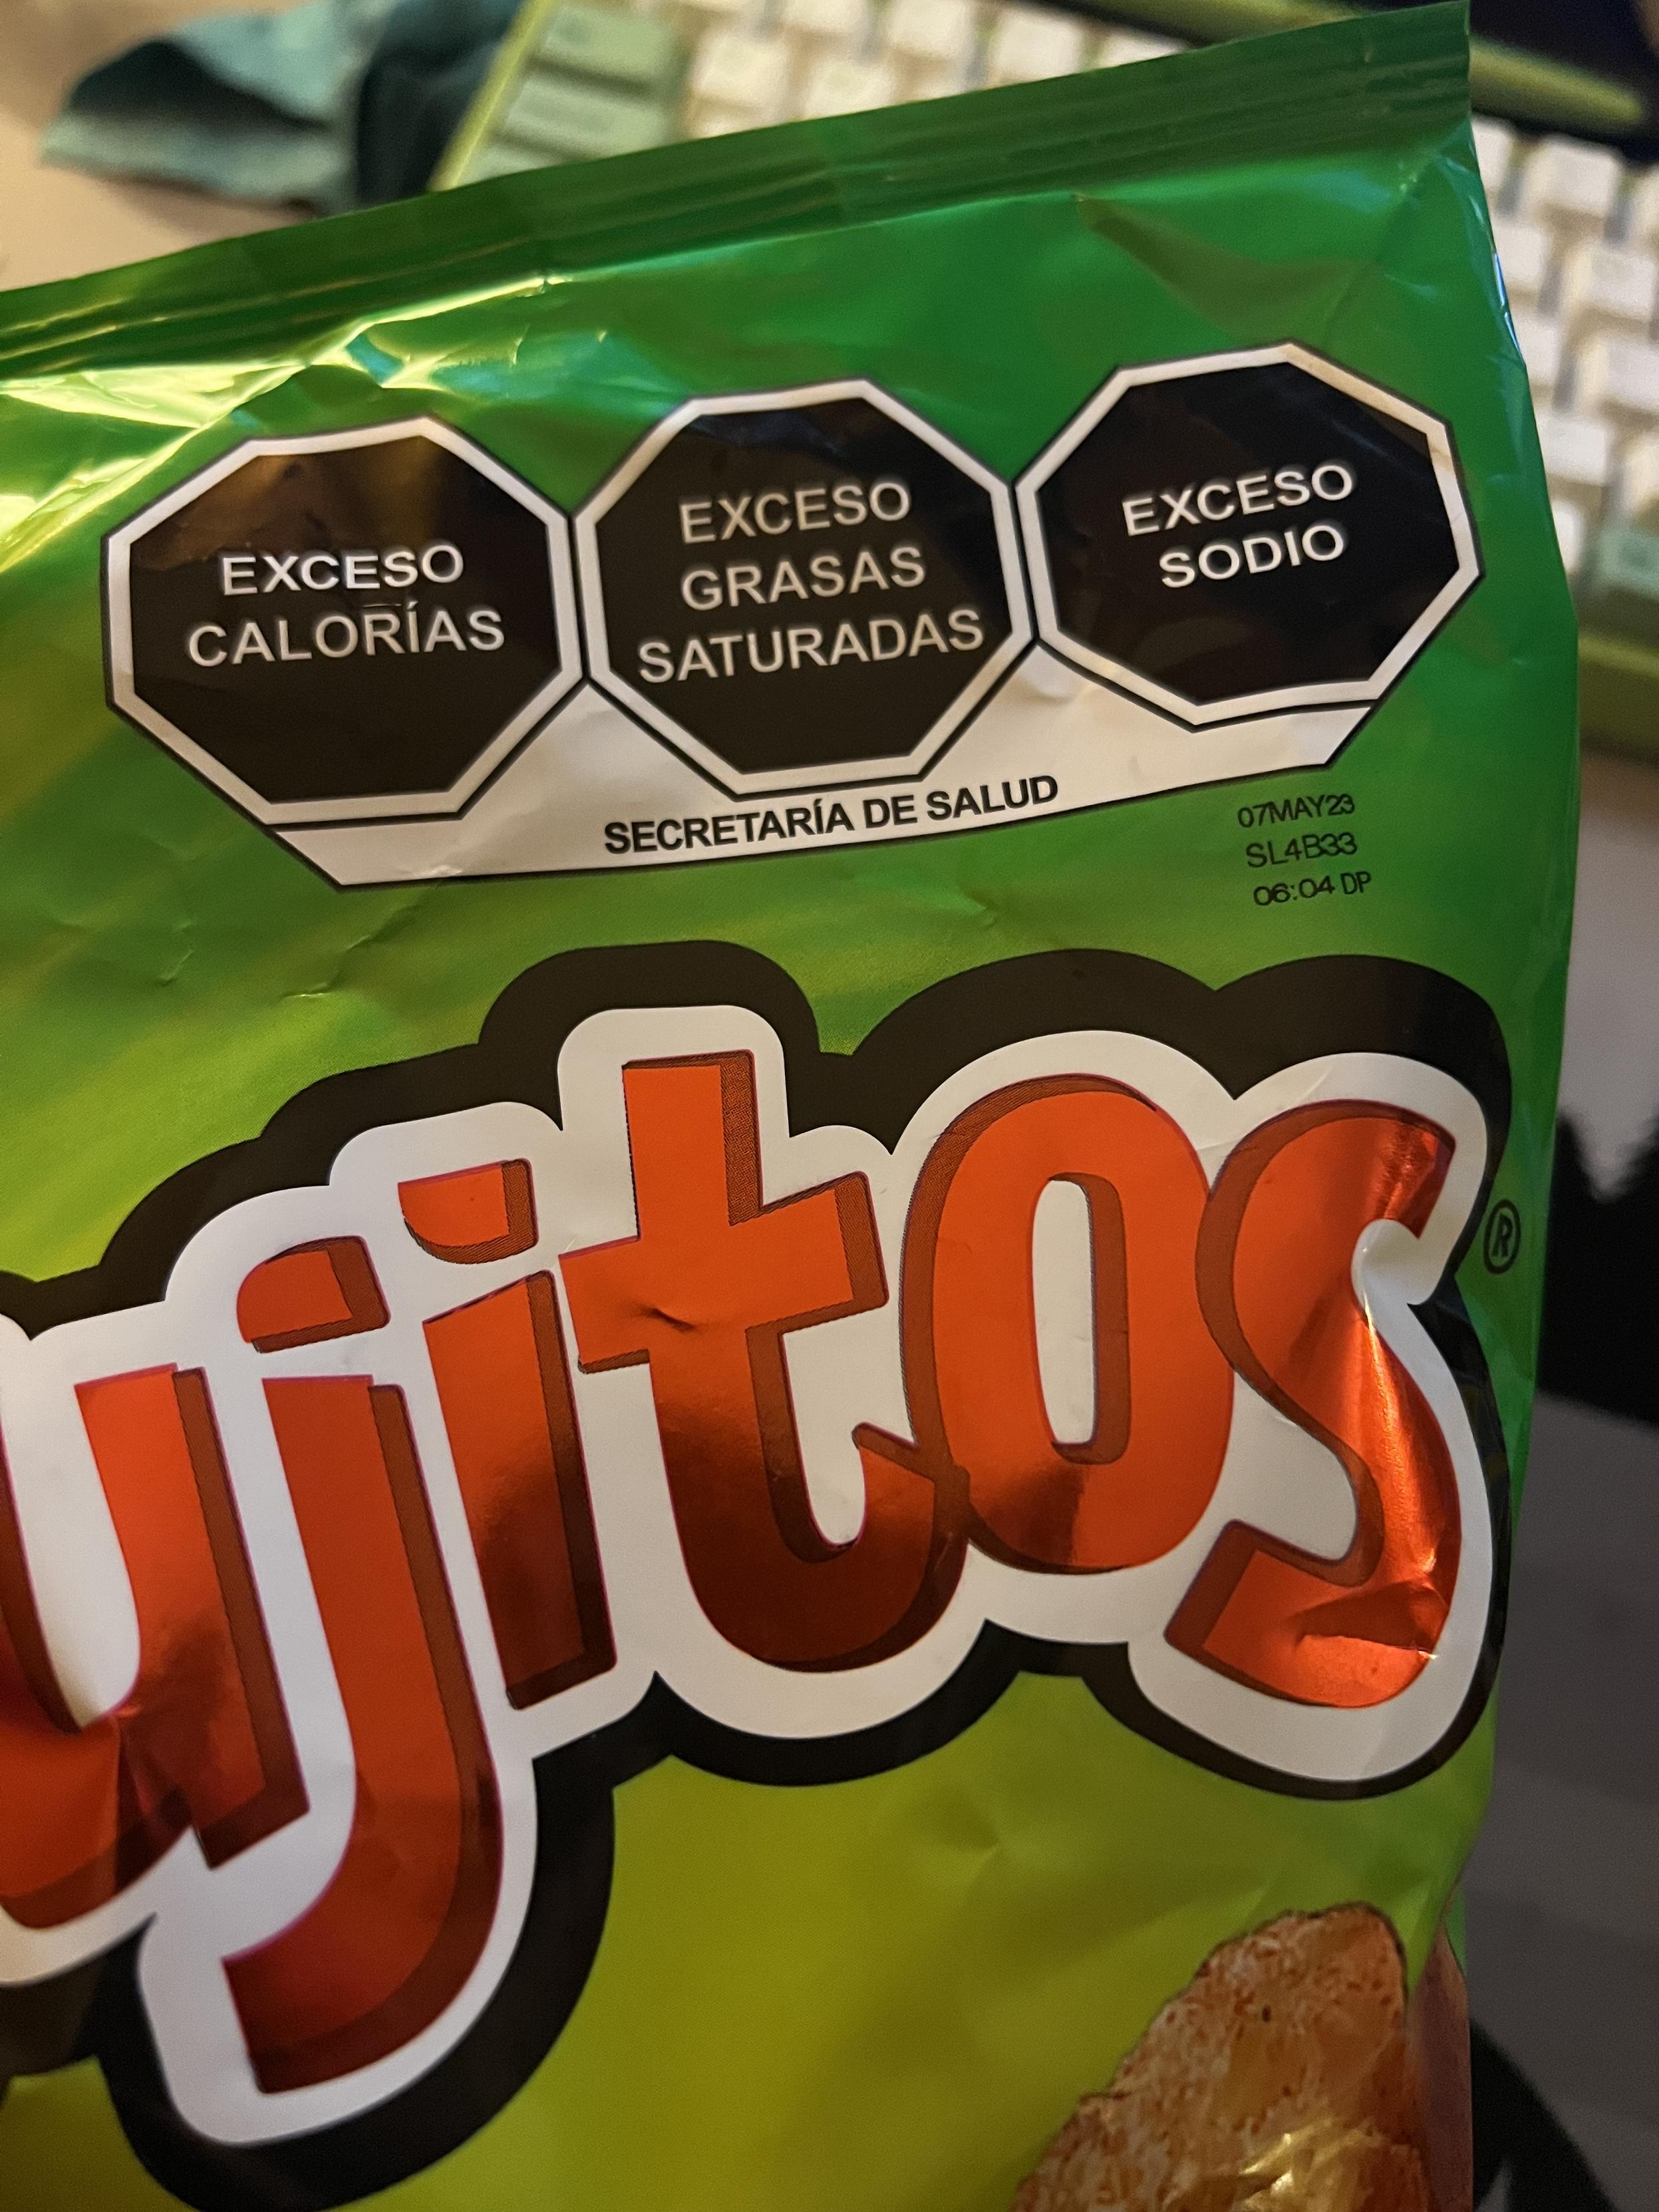 EXCESO
CALORÍAS
EXCESO
GRASAS
SATURADAS
EXCESO
SODIO
SECRETARÍA DE SALUD
07MAY23
SL4B33
06:04 DP
ujitos®